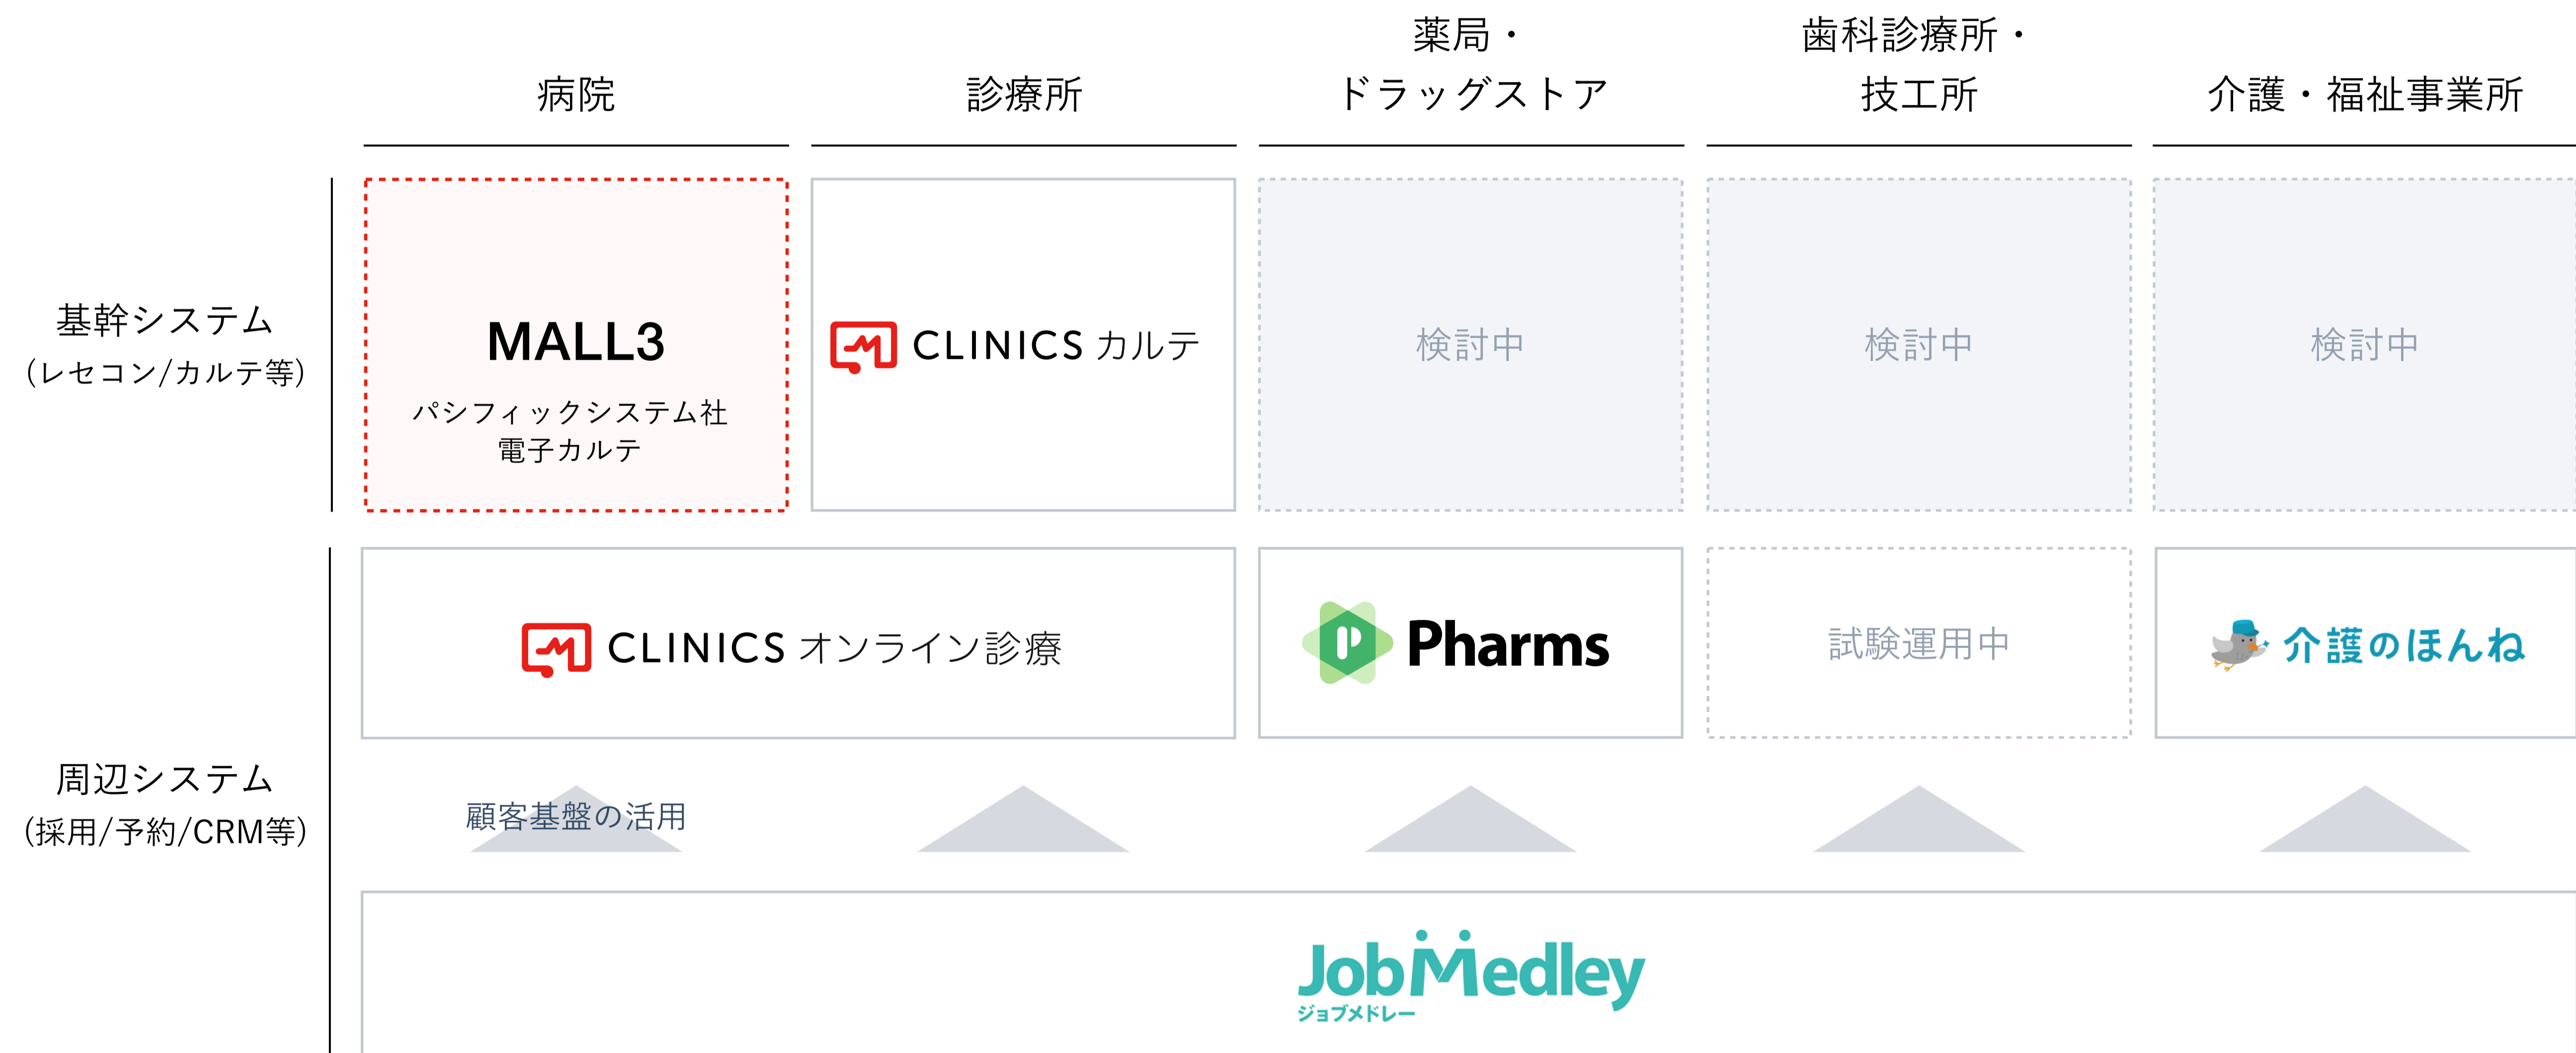 病院
診療所
薬局・
ドラッグストア
歯科診療所・
技工所
介護・福祉事業所
基幹システム
（レセコン/カルテ等）
MALL3
パシフィックシステム社
電子カルテ
CLINICS カルテ
検討中
検討中
検討中
周辺システム
（採用/予約/CRM等）
CLINICS オンライン診療
Pharms
試験運用中
介護のほんね
顧客基盤の活用
JobMedley
ジョブメドレー